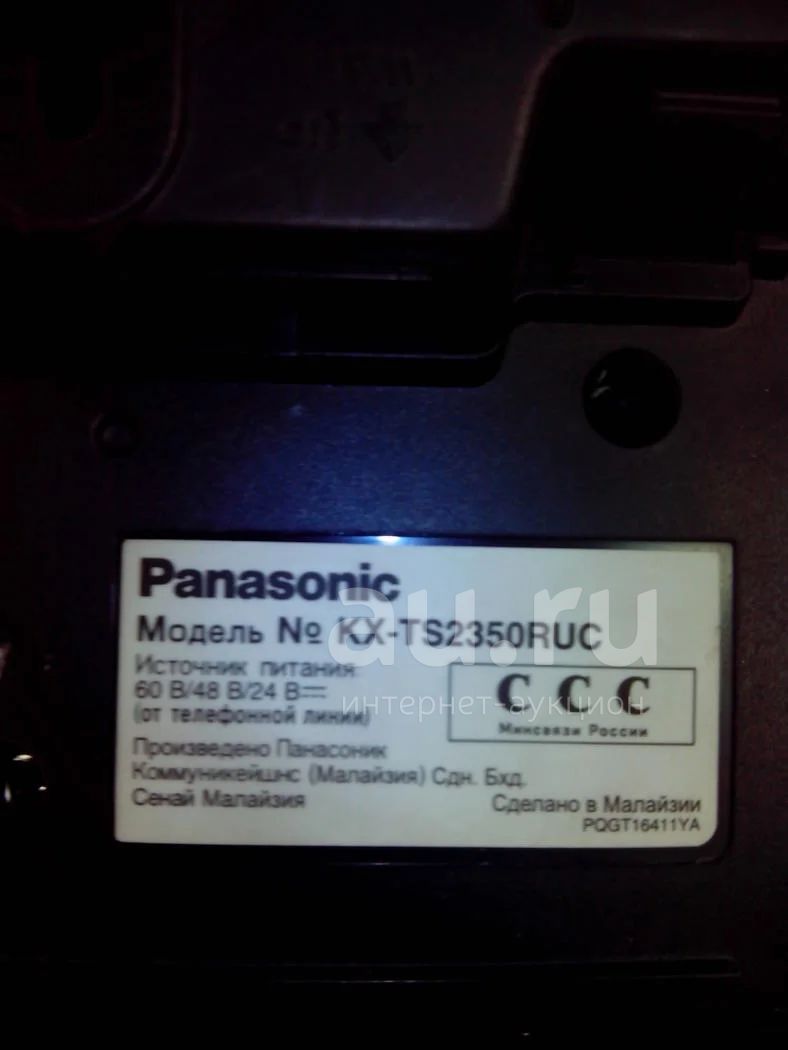 Panasonic
Модель № KX-TS2350RUC
Источник питания:
60 В/48 В/24 В
(от телефонной линии)
ССС
Минсвязи России
Произведено Панасоник
Коммуникейшнс (Малайзия) Сдн. Бхд.
Сенай Малайзия
Сделано в Малайзии
PQGT16411YA
au.ru
интернет-аукцион